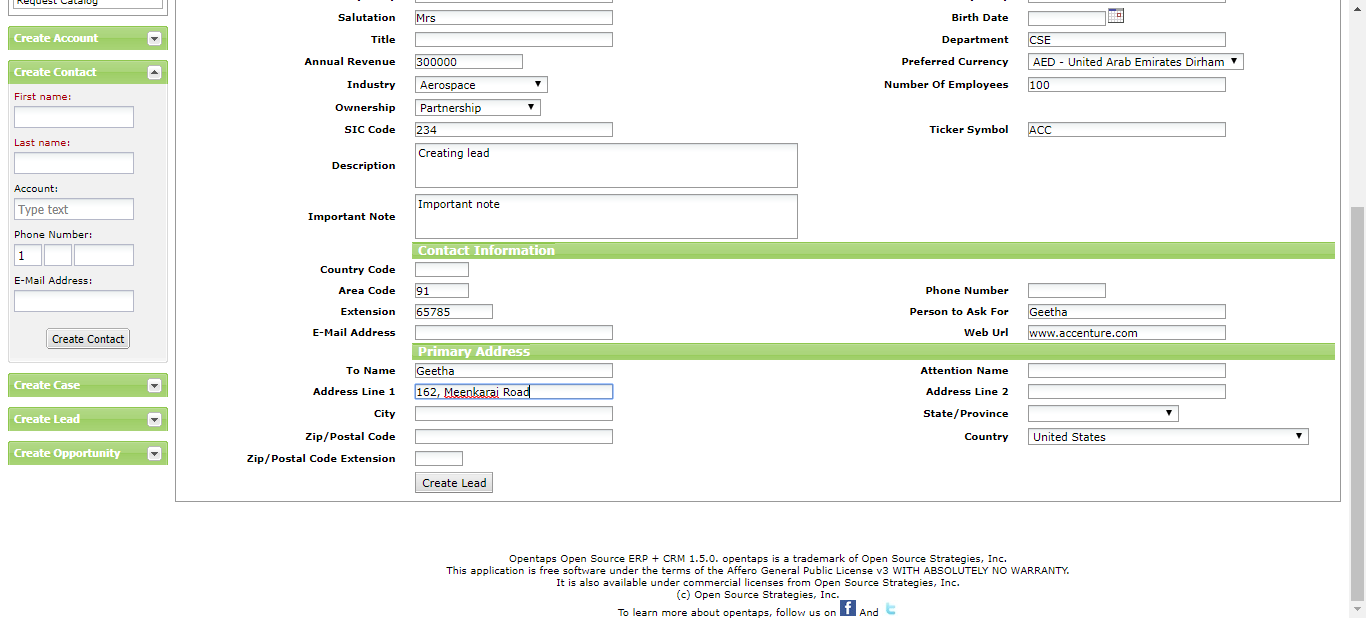 Request Catalog
Create Account
Create Contact
First name:
Last name:
Account:
Type text
Phone Number:
1
E-Mail Address:
Create Contact
Create Case
Create Lead
Create Opportunity
Salutation Mrs Birth Date
Title Department CSE
Annual Revenue 300000 Preferred Currency AED - United Arab Emirates Dirham
Industry Aerospace Number Of Employees 100
Ownership Partnership
SIC Code 234 Ticker Symbol ACC
Description Creating lead
Important Note Important note
Contact Information
Country Code
Area Code 91 Phone Number
Extension 65785 Person to Ask For Geetha
E-Mail Address Web Url www.accenture.com
Primary Address
To Name Geetha Attention Name
Address Line 1 162, Meenkarai Road Address Line 2
City State/Province
Zip/Postal Code Country United States
Zip/Postal Code Extension
Create Lead
Opentaps Open Source ERP + CRM 1.5.0. opentaps is a trademark of Open Source Strategies, Inc.
This application is free software under the terms of the Affero General Public License v3 WITH ABSOLUTELY NO WARRANTY.
It is also available under commercial licenses from Open Source Strategies, Inc.
(c) Open Source Strategies, Inc.
To learn more about opentaps, follow us on f And t